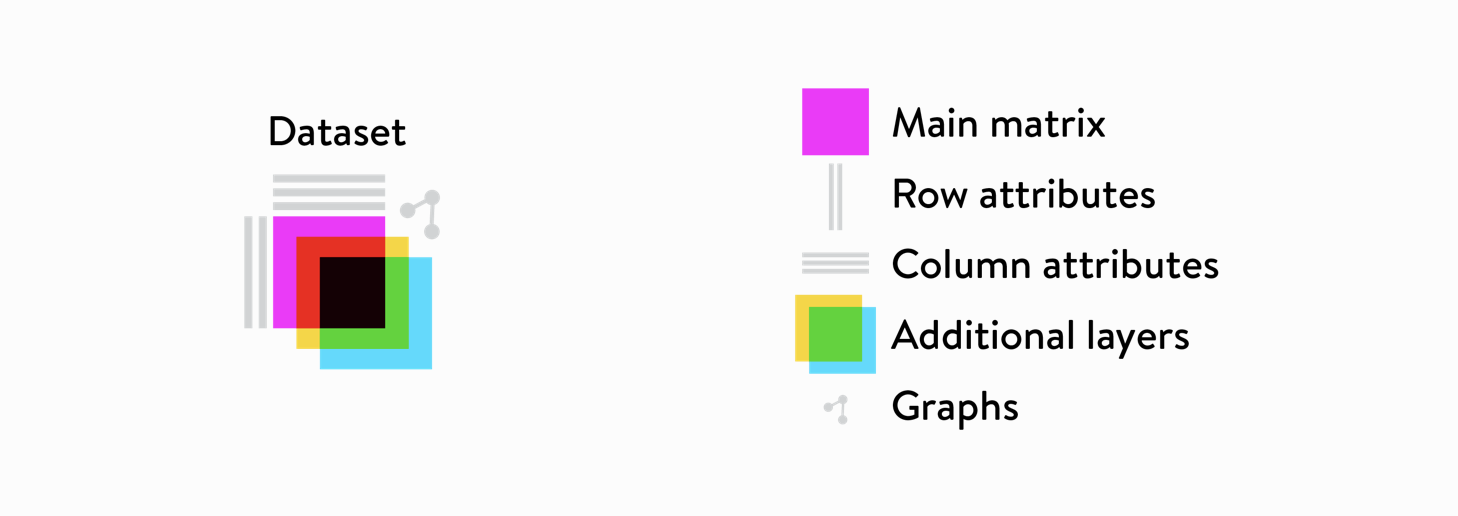 Dataset
Main matrix
Row attributes
Column attributes
Additional layers
Graphs